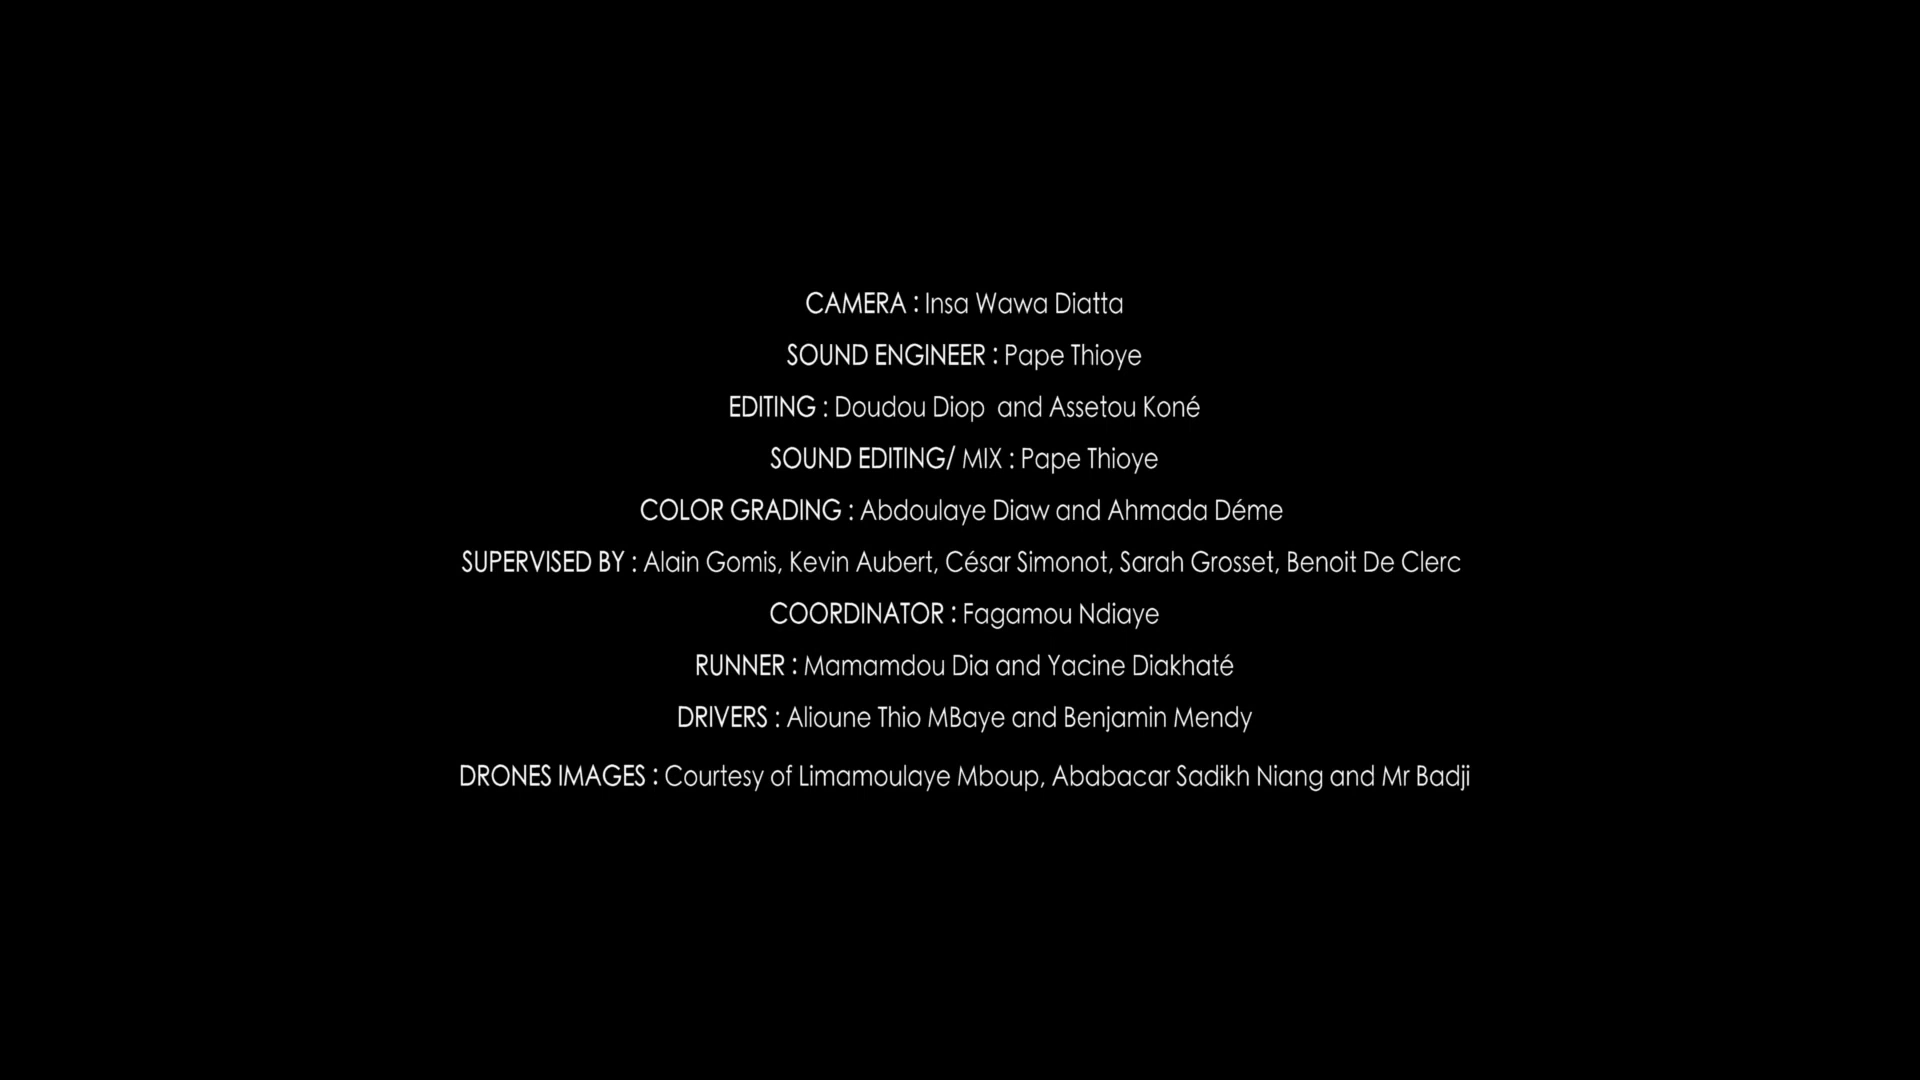 CAMERA : Insa Wawa Diatta
SOUND ENGINEER : Pape Thioye
EDITING : Doudou Diop  and Assetou Koné
SOUND EDITING/ MIX : Pape Thioye
COLOR GRADING : Abdoulaye Diaw and Ahmada Déme
SUPERVISED BY : Alain Gomis, Kevin Aubert, César Simonot, Sarah Grosset, Benoit De Clerc
COORDINATOR : Fagamou Ndiaye
RUNNER : Mamamdou Dia and Yacine Diakhaté
DRIVERS : Alioune Thio MBaye and Benjamin Mendy
DRONES IMAGES : Courtesy of Limamoulaye Mboup, Ababacar Sadikh Niang and Mr Badji